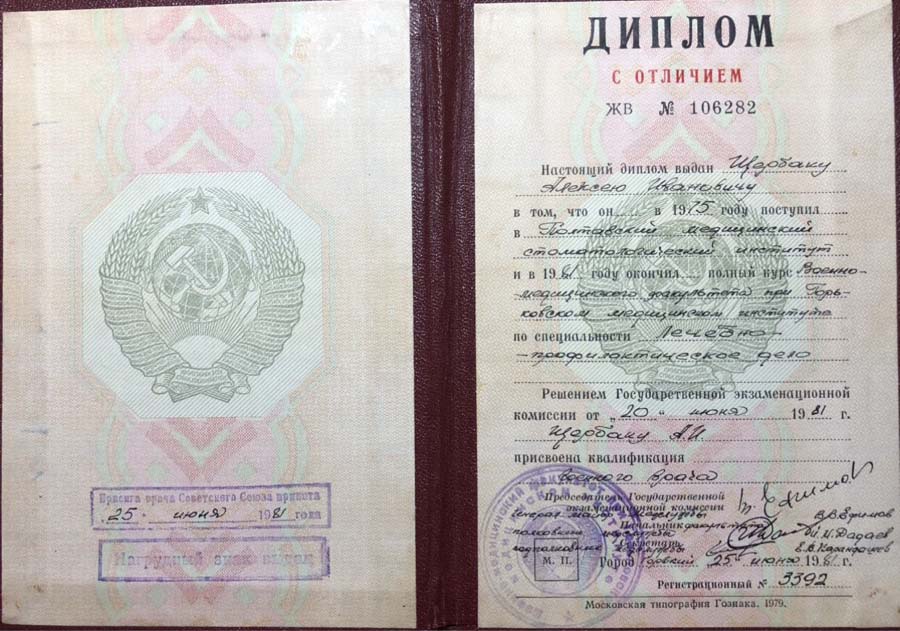 Присяга врача Советского Союза принята
„25“ июня 1981 года
Нагрудный знак выдан
ДИПЛОМ
С ОТЛИЧИЕМ
ЖВ № 106282
Настоящий диплом выдан Щербаку
Алексею Ивановичу
в том, что он в 1975 году поступил
в Полтавский медицинский
стоматологический институт
и в 1981 году окончил полный курс Военно-
-медицинского факультета при Горь-
ковском медицинском институте
по специальности Лечебно-
-профилактическое дело
Решением Государственной экзаменационной
комиссии от „20“ июня 1981 г.
Щербаку А.И.
присвоена квалификация
военного врача
Председатель Государственной
экзаменационной комиссии
В.В.Ефимов
Начальник факультета
Секретарь
М. П. Город Горький „25“ июня 1981 г.
Регистрационный № 3392
Московская типография Гознака. 1979.